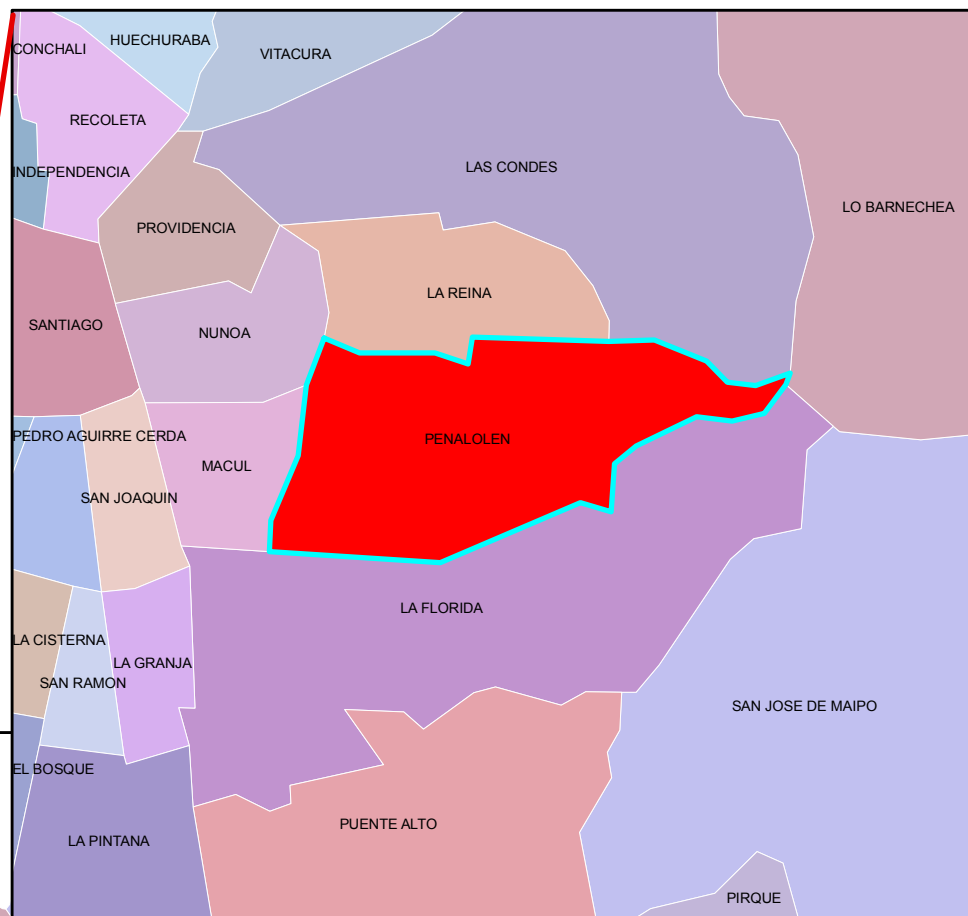 HUECHURABA
CONCHALI
VITACURA
RECOLETA
LAS CONDES
INDEPENDENCIA
LO BARNECHEA
PROVIDENCIA
LA REINA
SANTIAGO
NUNOA
PEDRO AGUIRRE CERDA
PENALOLEN
MACUL
SAN JOAQUIN
LA FLORIDA
LA CISTERNA
LA GRANJA
SAN RAMON
SAN JOSE DE MAIPO
EL BOSQUE
PUENTE ALTO
LA PINTANA
PIRQUE